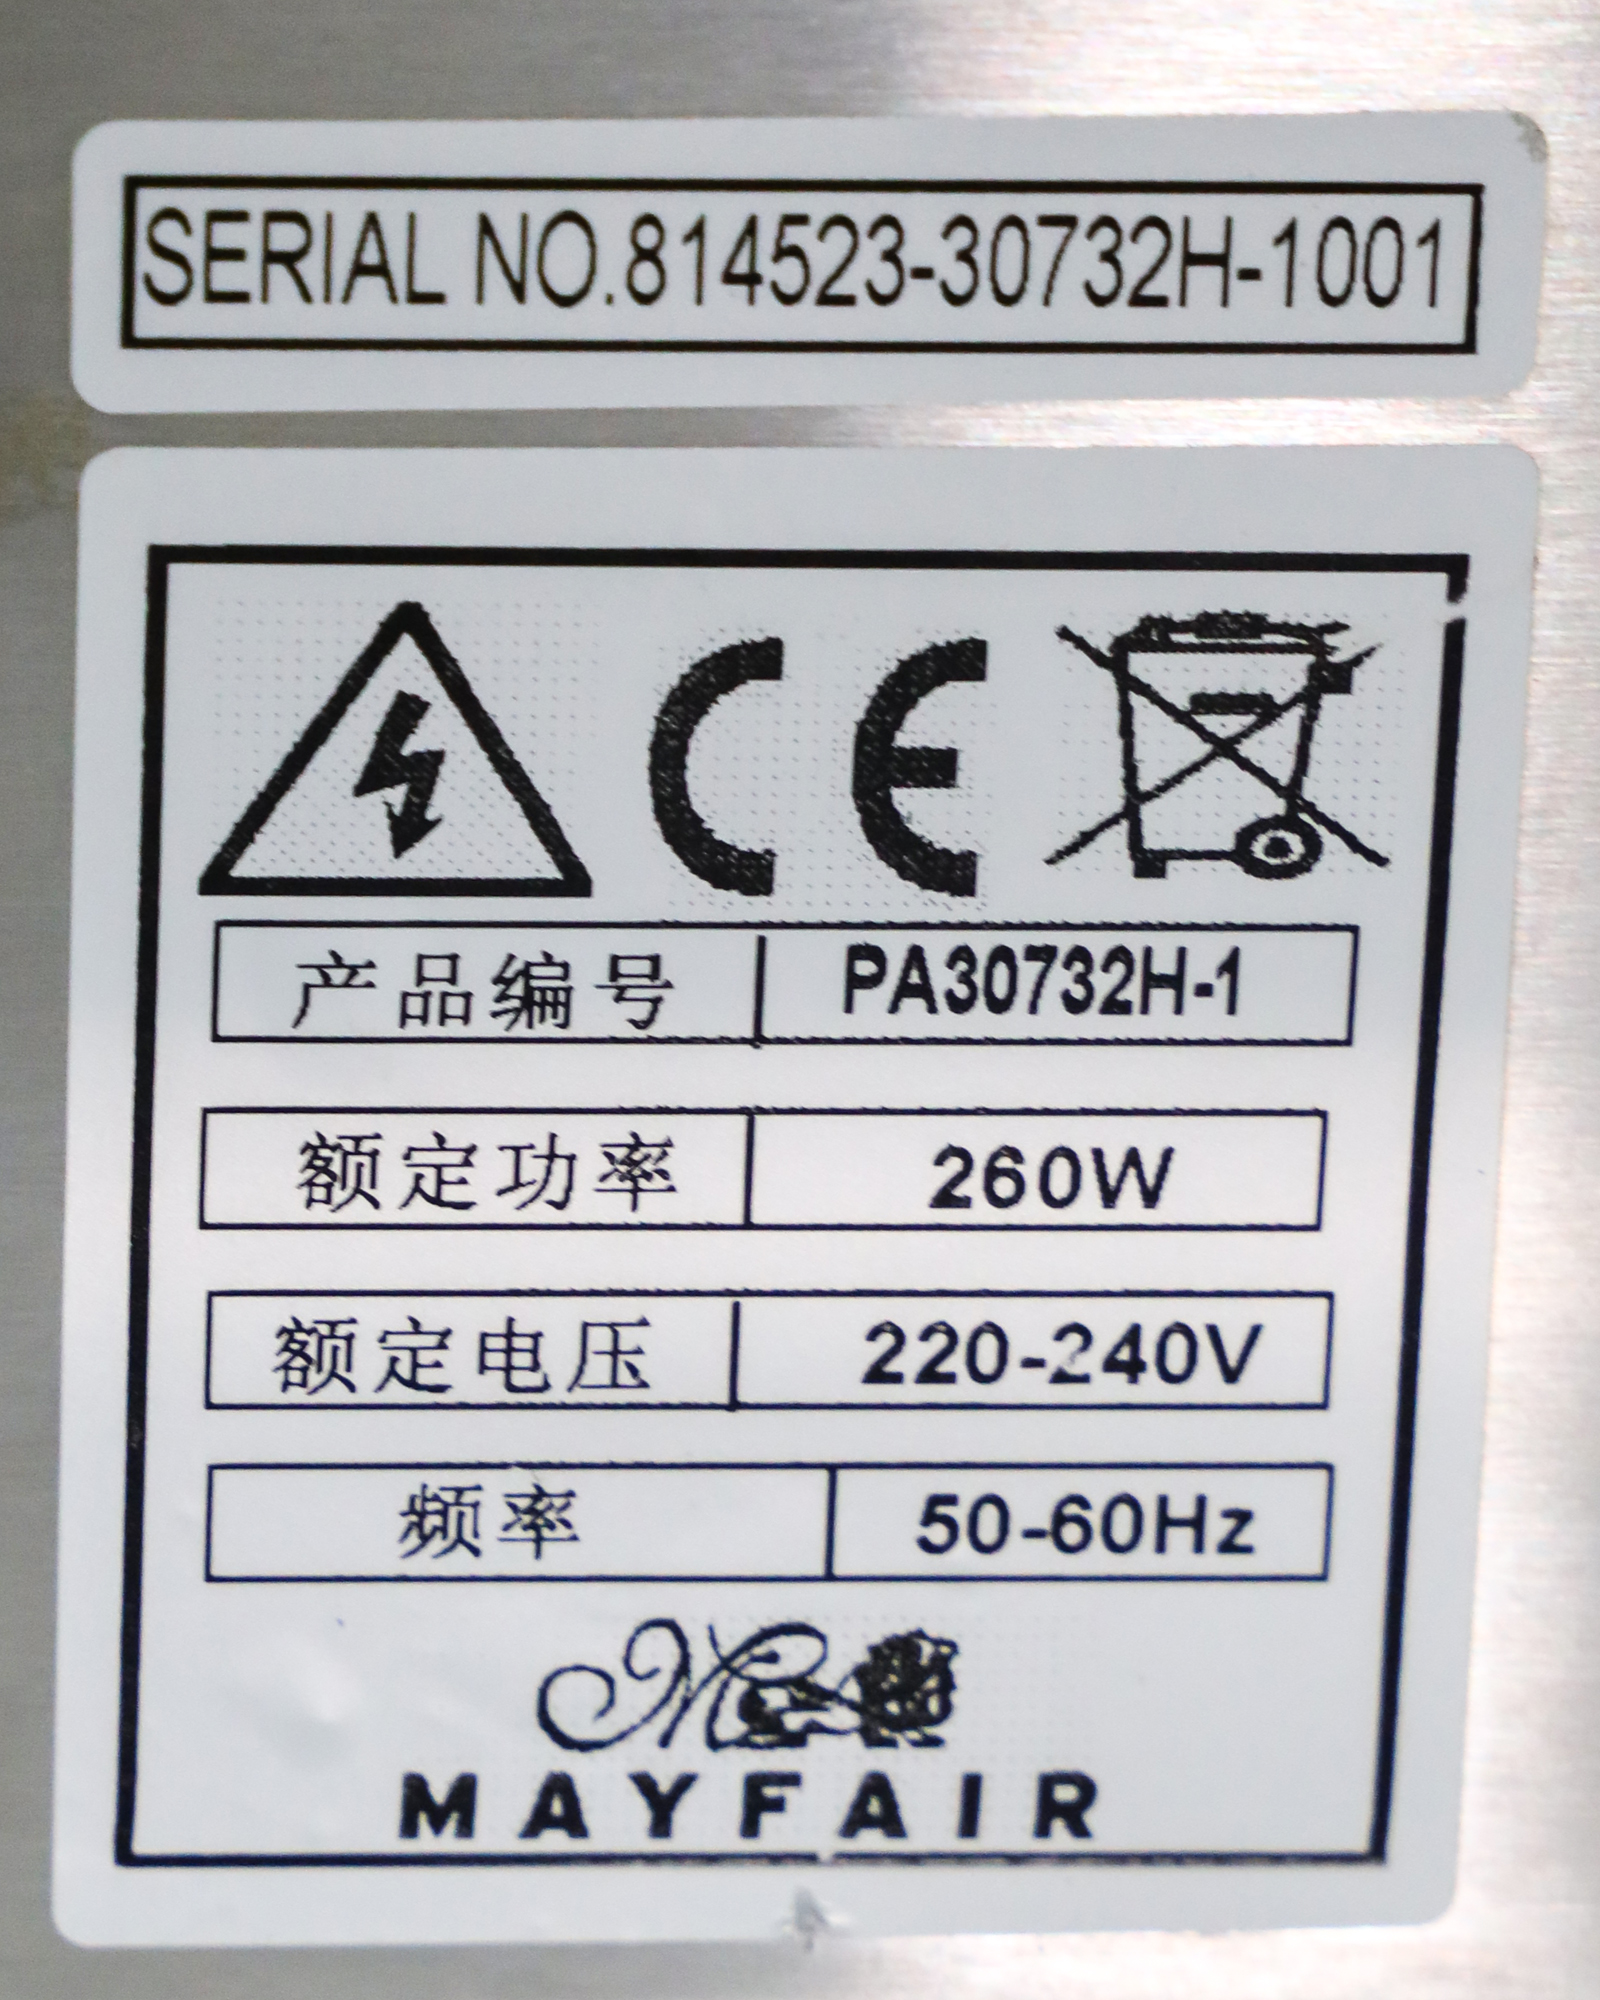 SERIAL NO.814523-30732H-1001
CE
产品编号 PA30732H-1
额定功率 260W
额定电压 220-240V
频率 50-60Hz
MAYFAIR